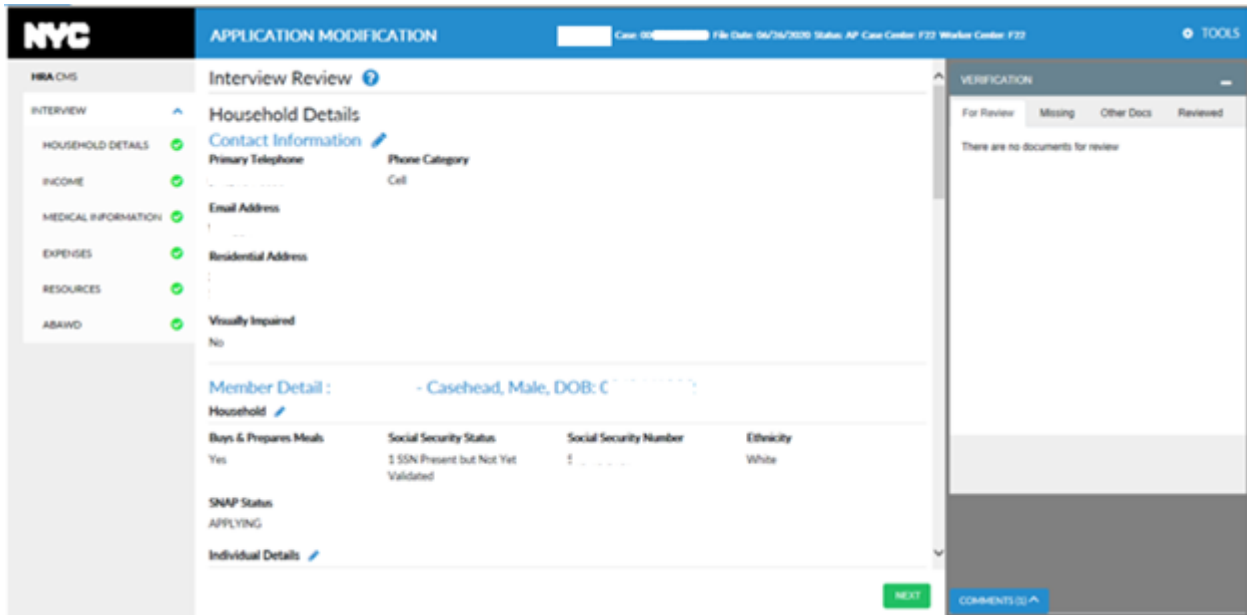 NYC
APPLICATION MODIFICATION
Case: 00 File Date: 06/26/2020 Status: AP Case Center: F22 Worker Center: F22
TOOLS
HRA CMS
INTERVIEW
HOUSEHOLD DETAILS
INCOME
MEDICAL INFORMATION
EXPENSES
RESOURCES
ABAWD
Interview Review ?
Household Details
Contact Information
Primary Telephone Phone Category
Cell
Email Address
Residential Address
Visually Impaired
No
Member Detail : - Casehead, Male, DOB:
Household
Buys & Prepares Meals Social Security Status Social Security Number Ethnicity
Yes 1 SSN Present but Not Yet White
Validated
SNAP Status
APPLYING
Individual Details
NEXT
VERIFICATION
For Review Missing Other Docs Reviewed
There are no documents for review
COMMENTS (1)